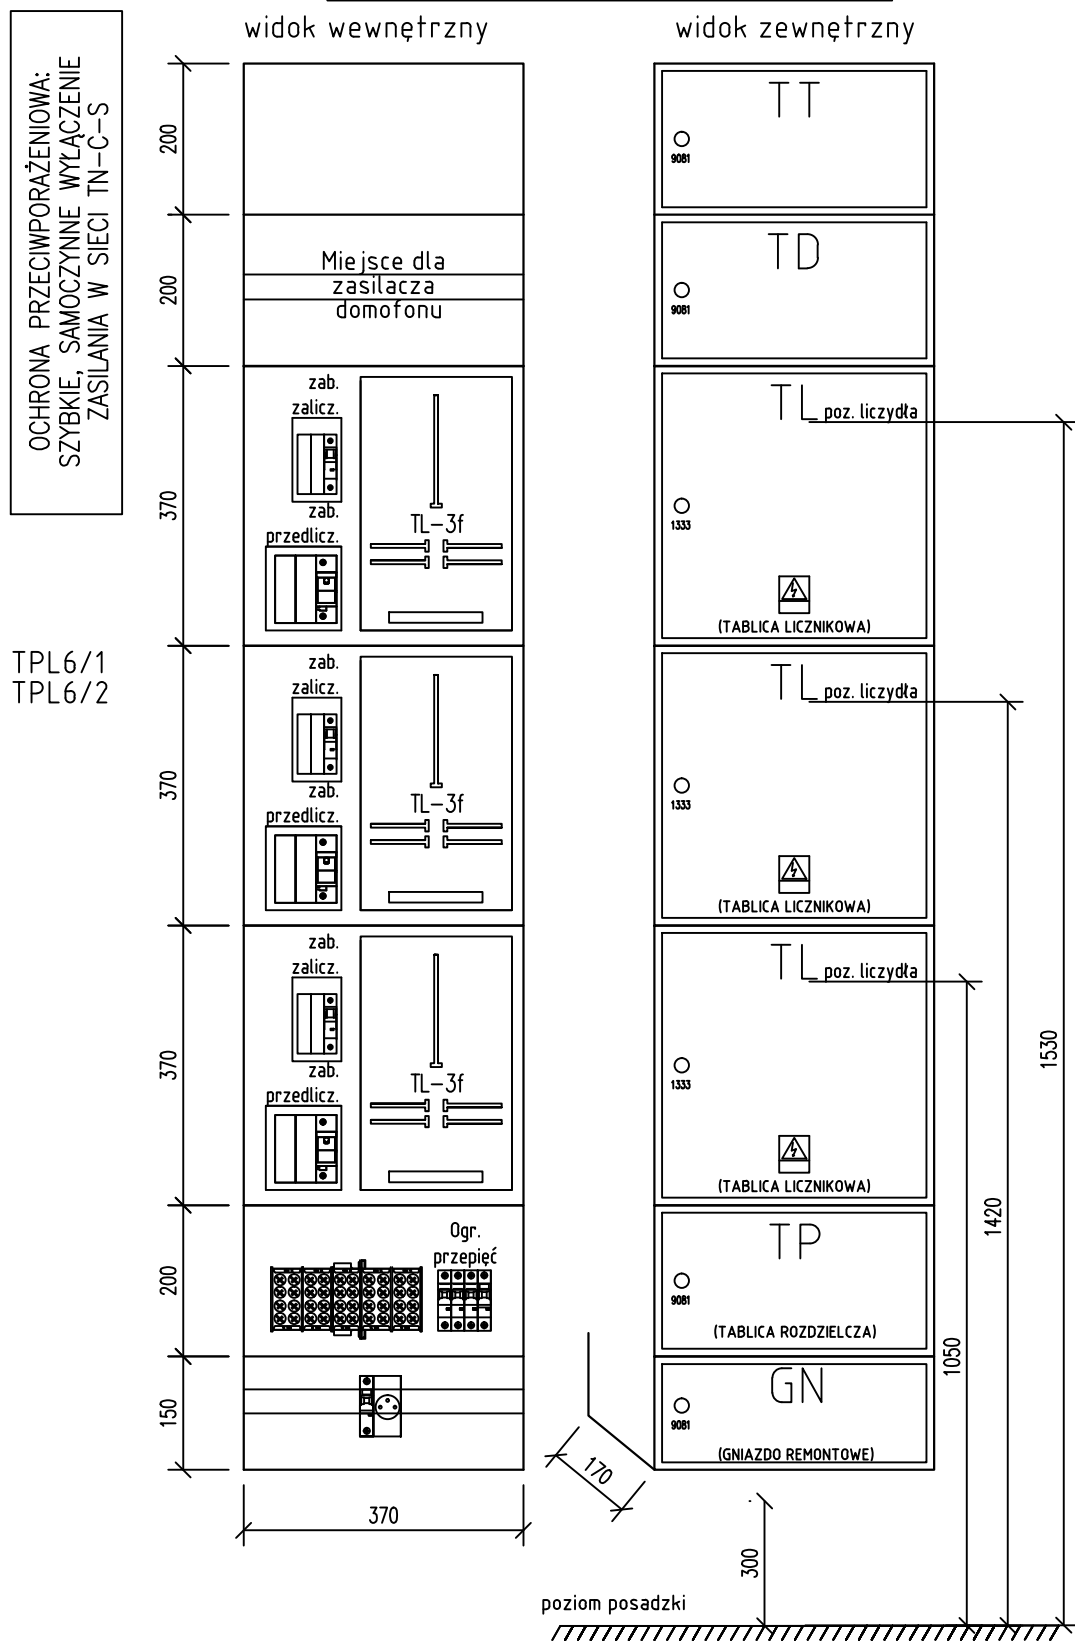 widok wewnętrzny
widok zewnętrzny
OCHRONA PRZECIWPORAŻENIOWA:
SZYBKIE, SAMOCZYNNE WYŁĄCZENIE
ZASILANIA W SIECI TN-C-S
TPL6/1
TPL6/2
200
200
370
370
370
200
150
370
Miejsce dla
zasilacza
domofonu
zab.
zalicz.
zab.
przedlicz.
TL-3f
zab.
zalicz.
zab.
przedlicz.
TL-3f
zab.
zalicz.
zab.
przedlicz.
TL-3f
Ogr.
przepięć
TT
9081
TD
9081
TL poz. liczydła
1333
(TABLICA LICZNIKOWA)
TL poz. liczydła
1333
(TABLICA LICZNIKOWA)
TL poz. liczydła
1333
(TABLICA LICZNIKOWA)
TP
9081
(TABLICA ROZDZIELCZA)
GN
9081
(GNIAZDO REMONTOWE)
170
300
1050
1420
1530
poziom posadzki